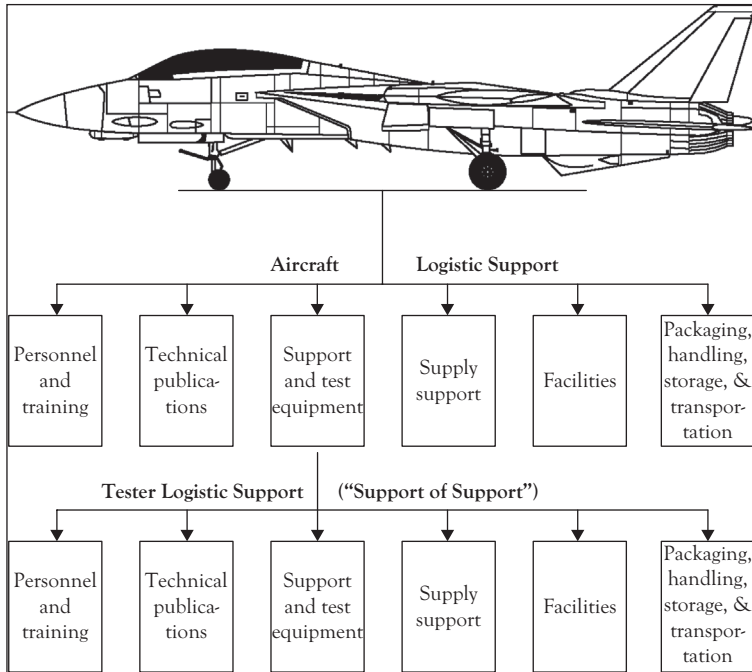 Aircraft Logistic Support
Personnel
and
training
Technical
publica-
tions
Support
and test
equipment
Supply
support
Facilities
Packaging,
handling,
storage, &
transpor-
tation
Tester Logistic Support (“Support of Support”)
Personnel
and
training
Technical
publica-
tions
Support
and test
equipment
Supply
support
Facilities
Packaging,
handling,
storage, &
transpor-
tation